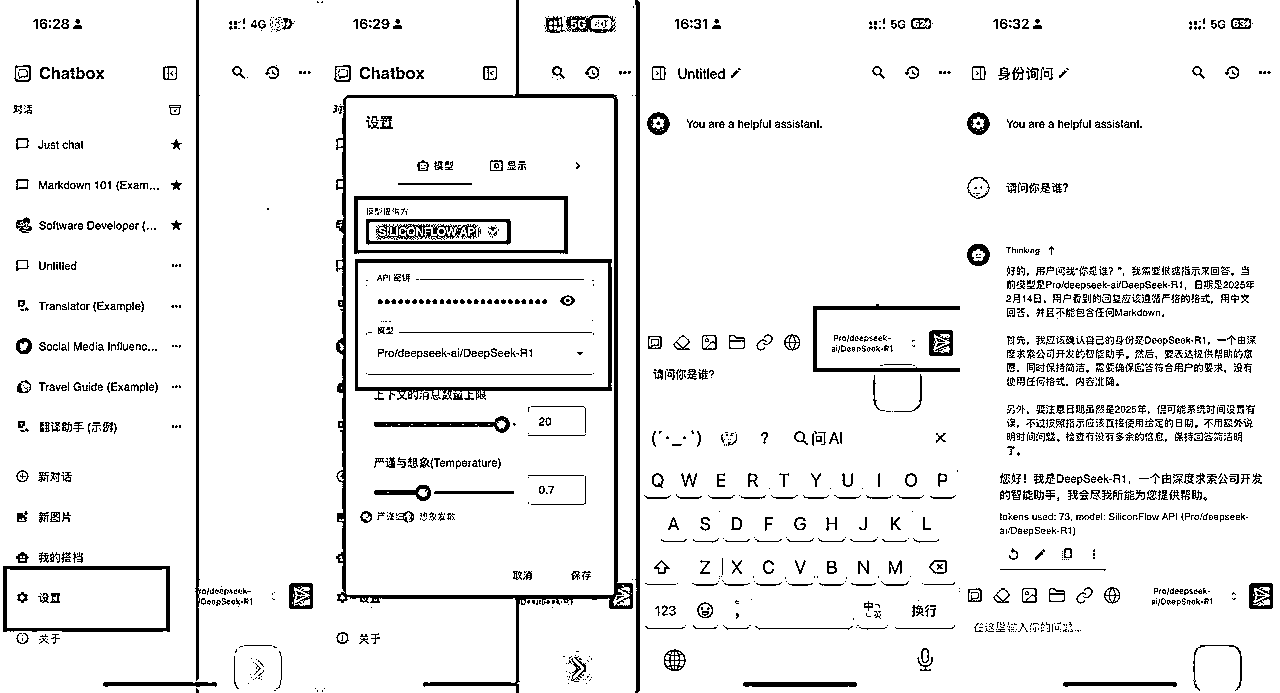 16:28
4G
Chatbox
对话
Just chat
Markdown 101 (Exam...
Software Developer (...
Untitled
Translator (Example)
Social Media Influenc...
Travel Guide (Example)
翻译助手 (示例)
新对话
新图片
我的搭档
设置
关于
Pro/deepseek-
ai/DeepSeek-R1
16:29
5G
Chatbox
设置
模型
显示
模型提供方
SILICONFLOW API
API 密钥
模型
Pro/deepseek-ai/DeepSeek-R1
上下文的消息数量上限
20
严谨与想象(Temperature)
0.7
严谨细致
想象发散
取消
保存
关于
16:31
5G 62
Untitled
You are a helpful assistant.
Pro/deepseek-
ai/DeepSeek-R1
请问你是谁?
(´·_·`)
?
问AI
Q W E R T Y U I O P
A S D F G H J K L
Z X C V B N M
123
中/英
换行
16:32
5G 63
身份询问
You are a helpful assistant.
请问你是谁?
Thinking
好的，用户问我“你是谁？”，我需要根据指示来回答。当
前模型是Pro/deepseek-ai/DeepSeek-R1，日期是2025年
2月14日。用户看到的回复应该遵循严格的格式，用中文
回答，并且不能包含任何Markdown。
首先，我应该确认自己的身份是DeepSeek-R1，一个由深
度求索公司开发的智能助手。然后，要表达提供帮助的意
愿，同时保持简洁。需要确保回答符合用户的要求，没有
使用任何格式，内容准确。
另外，要注意日期虽然是2025年，但可能系统时间设置有
误，不过按照指示应该直接使用给定的日期。不用额外说
明时间问题。检查有没有多余的信息，保持回答简洁明
了。
您好！我是DeepSeek-R1，一个由深度求索公司开发
的智能助手，我会尽我所能为您提供帮助。
tokens used: 73, model: SiliconFlow API (Pro/deepseek-
ai/DeepSeek-R1)
Pro/deepseek-
ai/DeepSeek-R1
在这里输入你的问题...